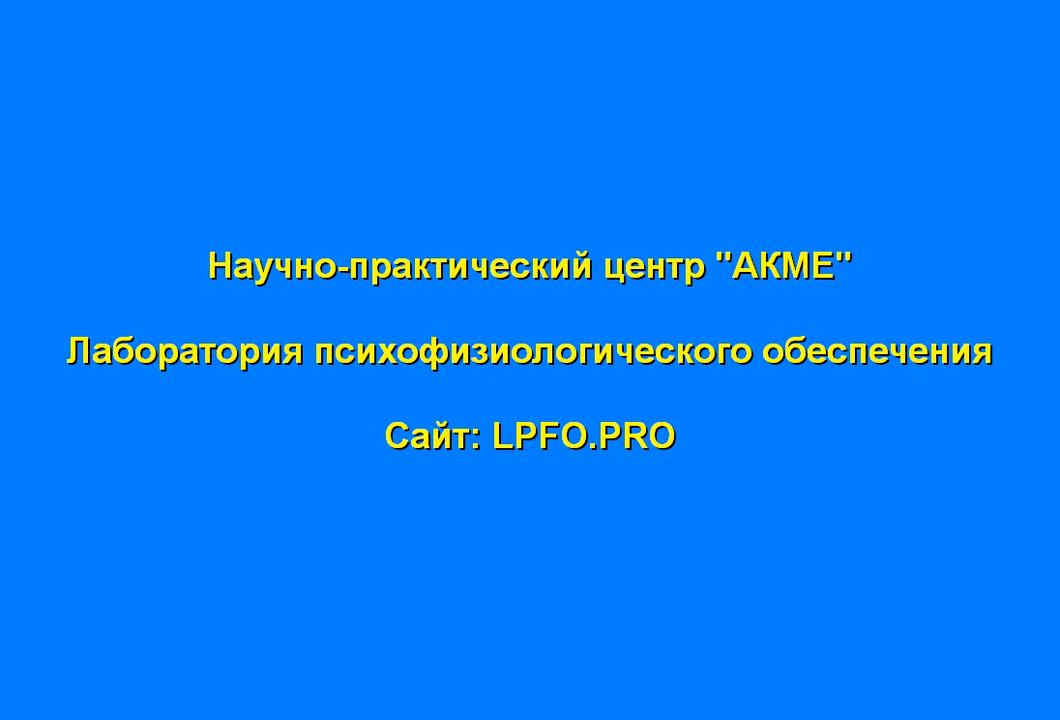 Научно-практический центр "АКМЕ"
Лаборатория психофизиологического обеспечения
Сайт: LPFO.PRO